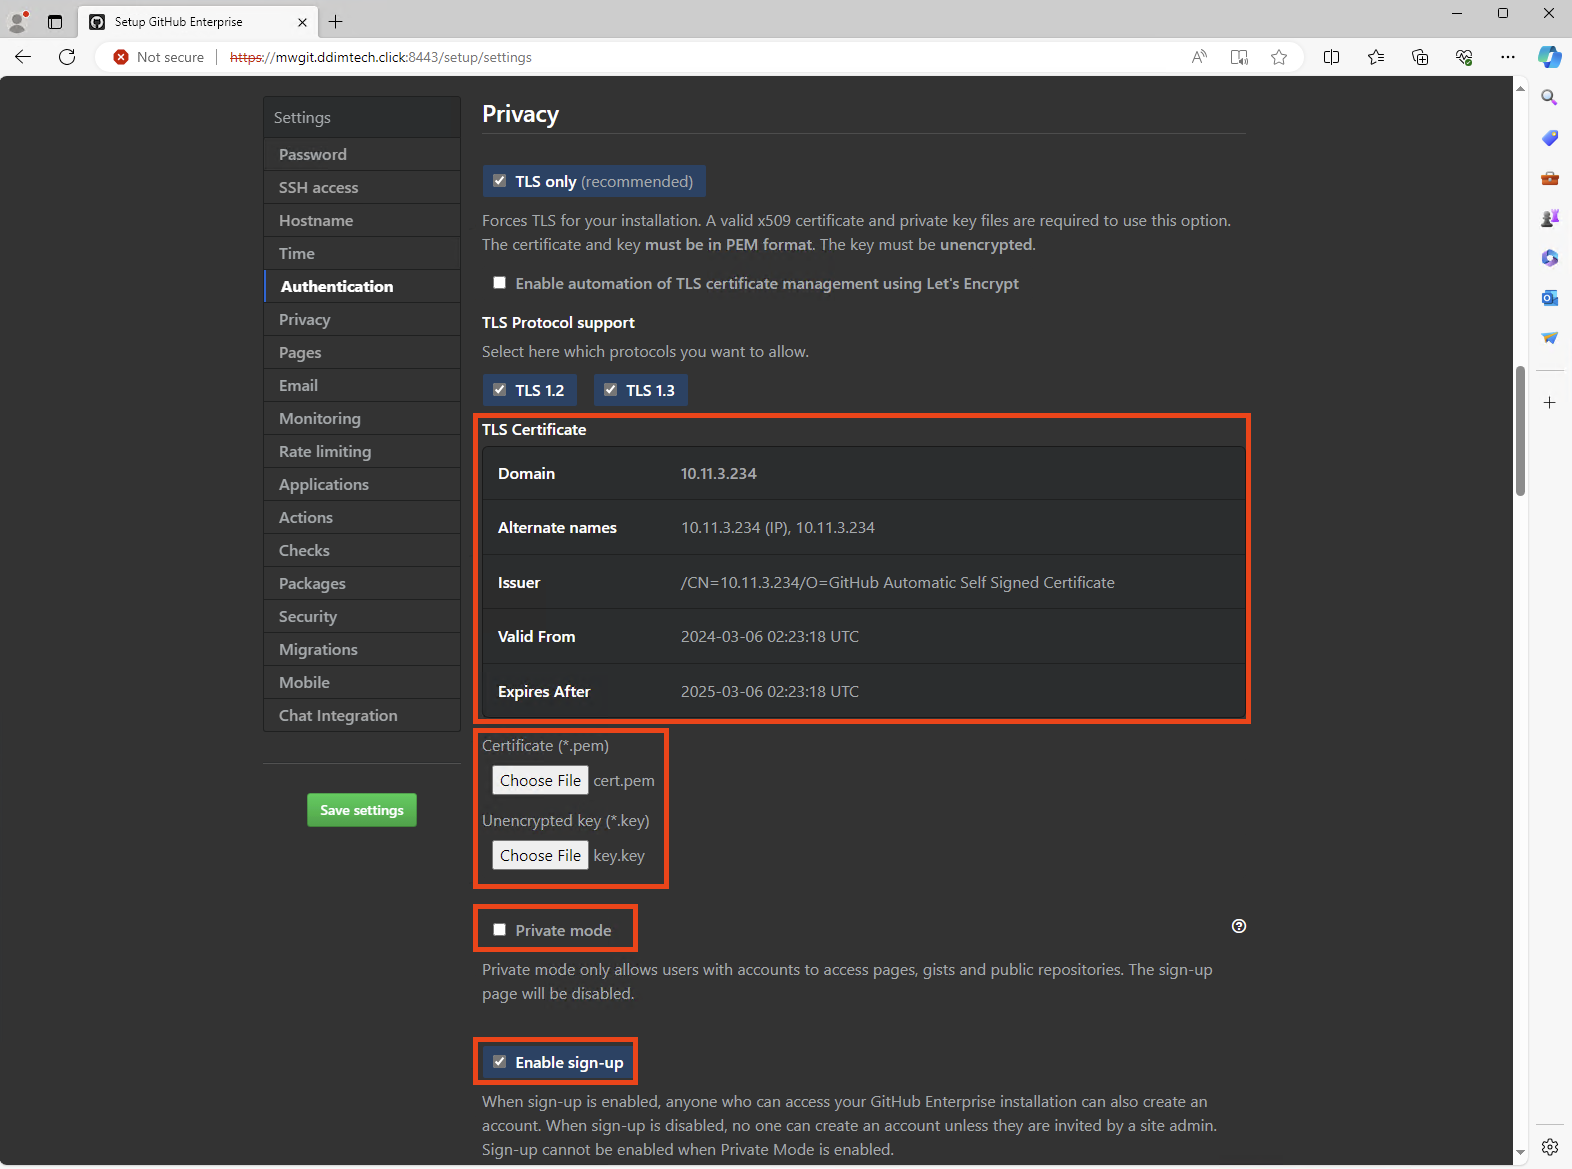 Setup GitHub Enterprise
Not secure
https://mwgit.ddimtech.click:8443/setup/settings
Settings
Password
SSH access
Hostname
Time
Authentication
Privacy
Pages
Email
Monitoring
Rate limiting
Applications
Actions
Checks
Packages
Security
Migrations
Mobile
Chat Integration
Save settings
Privacy
TLS only (recommended)
Forces TLS for your installation. A valid x509 certificate and private key files are required to use this option.
The certificate and key must be in PEM format. The key must be unencrypted.
Enable automation of TLS certificate management using Let's Encrypt
TLS Protocol support
Select here which protocols you want to allow.
TLS 1.2 TLS 1.3
TLS Certificate
Domain 10.11.3.234
Alternate names 10.11.3.234 (IP), 10.11.3.234
Issuer /CN=10.11.3.234/O=GitHub Automatic Self Signed Certificate
Valid From 2024-03-06 02:23:18 UTC
Expires After 2025-03-06 02:23:18 UTC
Certificate (*.pem)
Choose File cert.pem
Unencrypted key (*.key)
Choose File key.key
Private mode
Private mode only allows users with accounts to access pages, gists and public repositories. The sign-up
page will be disabled.
Enable sign-up
When sign-up is enabled, anyone who can access your GitHub Enterprise installation can also create an
account. When sign-up is disabled, no one can create an account unless they are invited by a site admin.
Sign-up cannot be enabled when Private Mode is enabled.